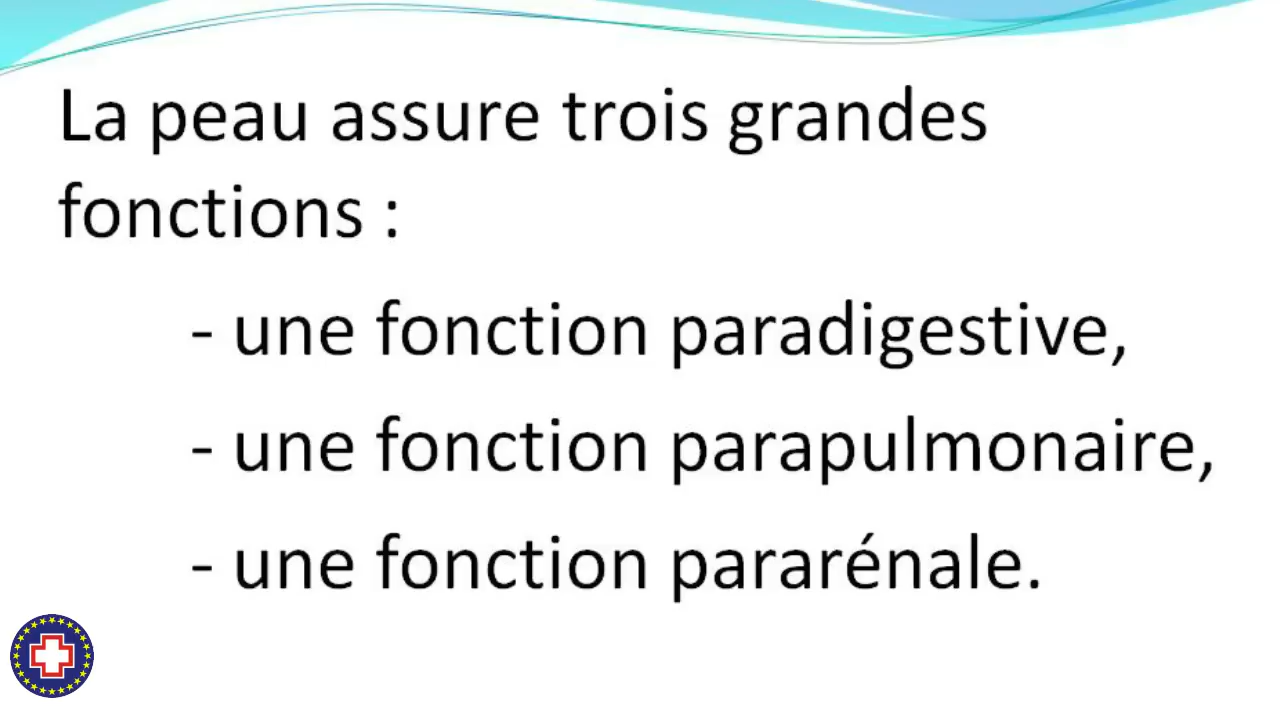 La peau assure trois grandes
fonctions :
- une fonction paradigestive,
- une fonction parapulmonaire,
- une fonction pararénale.